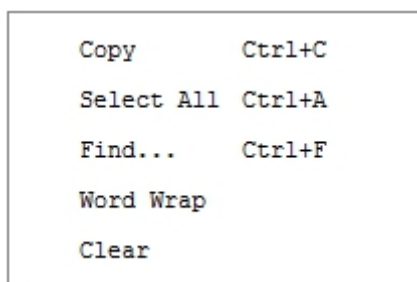 Copy Ctrl+C
Select All Ctrl+A
Find... Ctrl+F
Word Wrap
Clear